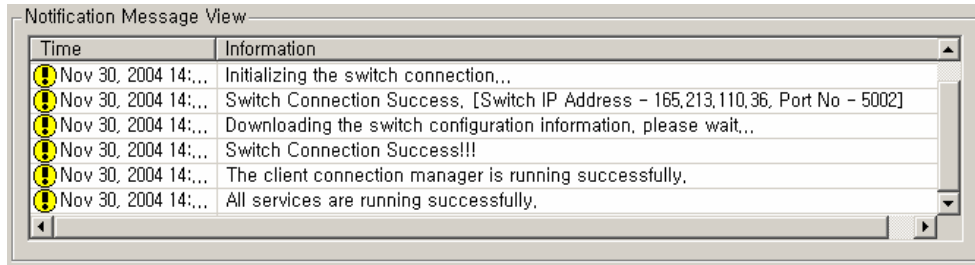 Notification Message View
Time Information
Nov 30, 2004 14:... Initializing the switch connection...
Nov 30, 2004 14:... Switch Connection Success, [Switch IP Address - 165,213,110,36, Port No - 5002]
Nov 30, 2004 14:... Downloading the switch configuration information, please wait...
Nov 30, 2004 14:... Switch Connection Success!!!
Nov 30, 2004 14:... The client connection manager is running successfully,
Nov 30, 2004 14:... All services are running successfully,